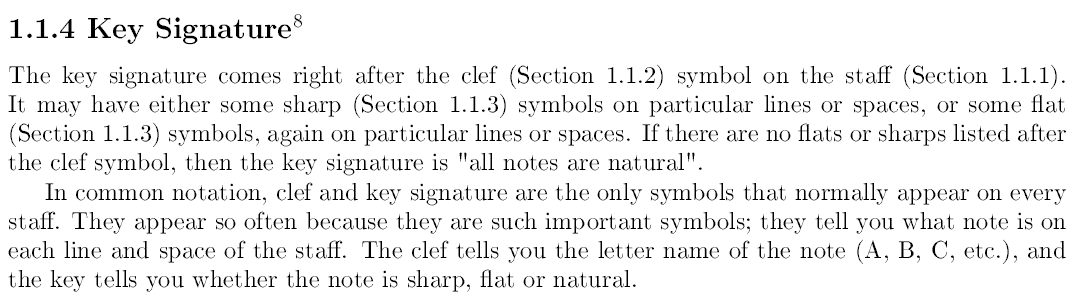 1.1.4 Key Signature⁸
The key signature comes right after the clef (Section 1.1.2) symbol on the staff (Section 1.1.1).
It may have either some sharp (Section 1.1.3) symbols on particular lines or spaces, or some flat
(Section 1.1.3) symbols, again on particular lines or spaces. If there are no flats or sharps listed after
the clef symbol, then the key signature is "all notes are natural".
In common notation, clef and key signature are the only symbols that normally appear on every
staff. They appear so often because they are such important symbols; they tell you what note is on
each line and space of the staff. The clef tells you the letter name of the note (A, B, C, etc.), and
the key tells you whether the note is sharp, flat or natural.